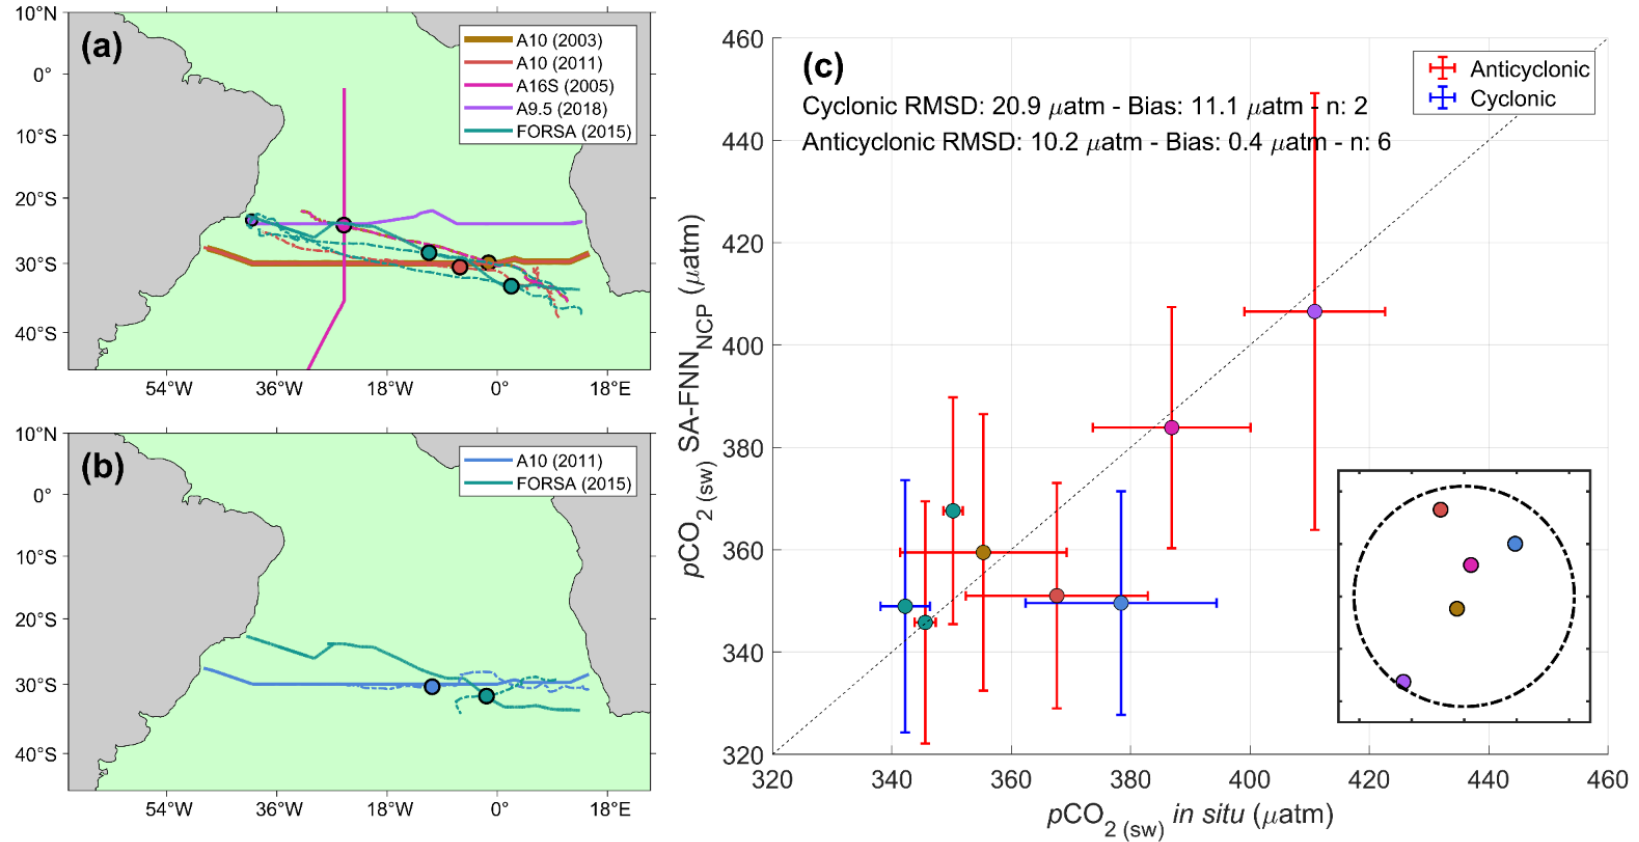 (a)
10°N
0°
10°S
20°S
30°S
40°S
54°W
36°W
18°W
0°
18°E
A10 (2003)
A10 (2011)
A16S (2005)
A9.5 (2018)
FORSA (2015)
(b)
10°N
0°
10°S
20°S
30°S
40°S
54°W
36°W
18°W
0°
18°E
A10 (2011)
FORSA (2015)
(c)
Cyclonic RMSD: 20.9 μatm - Bias: 11.1 μatm - n: 2
Anticyclonic RMSD: 10.2 μatm - Bias: 0.4 μatm - n: 6
Anticyclonic
Cyclonic
pCO2 (sw) SA-FNNNCP (μatm)
460
440
420
400
380
360
340
320
320
340
360
380
400
420
440
460
pCO2 (sw) in situ (μatm)